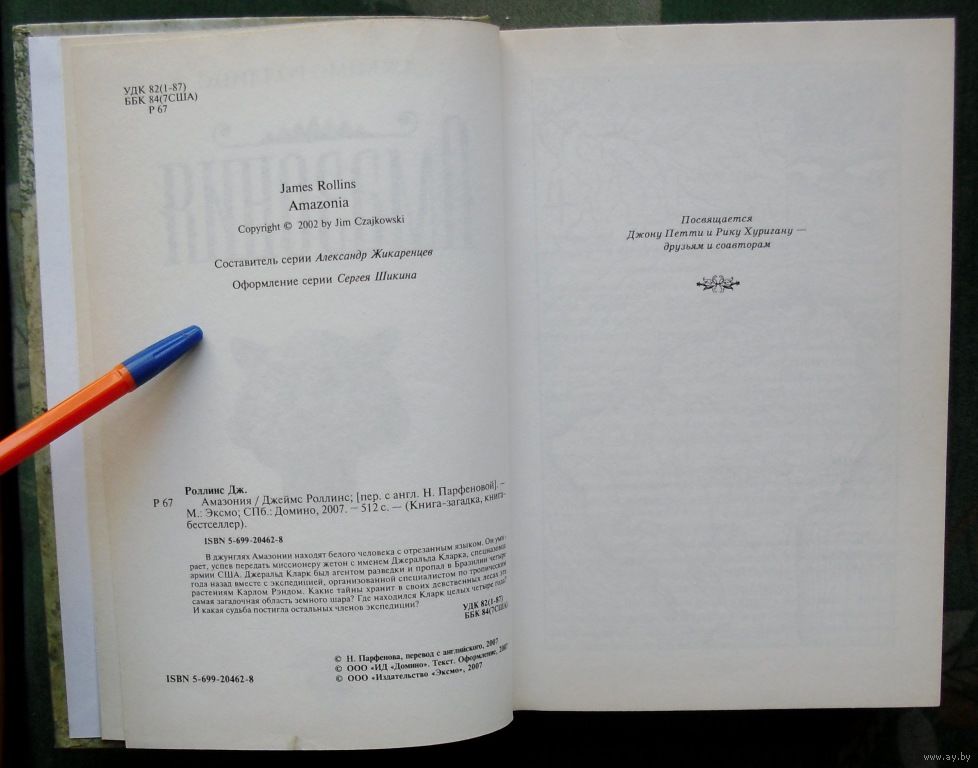 УДК 82(1-87)
ББК 84(7США)
Р 67
James Rollins
Amazonia
Copyright © 2002 by Jim Czajkowski
Составитель серии Александр Жикаренцев
Оформление серии Сергея Шикина
Роллинс Дж.
Р 67 Амазония / Джеймс Роллинс; [пер. с англ. Н. Парфеновой]. –
М.: Эксмо; СПб.: Домино, 2007. – 512 с. — (Книга-загадка, книга-
бестселлер).
ISBN 5-699-20462-8
В джунглях Амазонии находят белого человека с отрезанным языком. Он уми-
рает, успев передать миссионеру жетон с именем Джеральда Кларка, спецназовца
армии США. Джеральд Кларк был агентом разведки и пропал в Бразилии четыре
года назад вместе с экспедицией, организованной специалистом по тропическим
растениям Карлом Рэндом. Какие тайны хранит в своих девственных лесах эта
самая загадочная область земного шара? Где находился Кларк целых четыре года?
И какая судьба постигла остальных членов экспедиции?
УДК 82(1-87)
ББК 84(7США)
© Н. Парфенова, перевод с английского, 2007
© ООО «ИД «Домино». Текст. Оформление, 2007
ISBN 5-699-20462-8 © ООО «Издательство «Эксмо», 2007
Посвящается
Джону Петти и Рику Хуригану —
друзьям и соавторам
www.ay.by